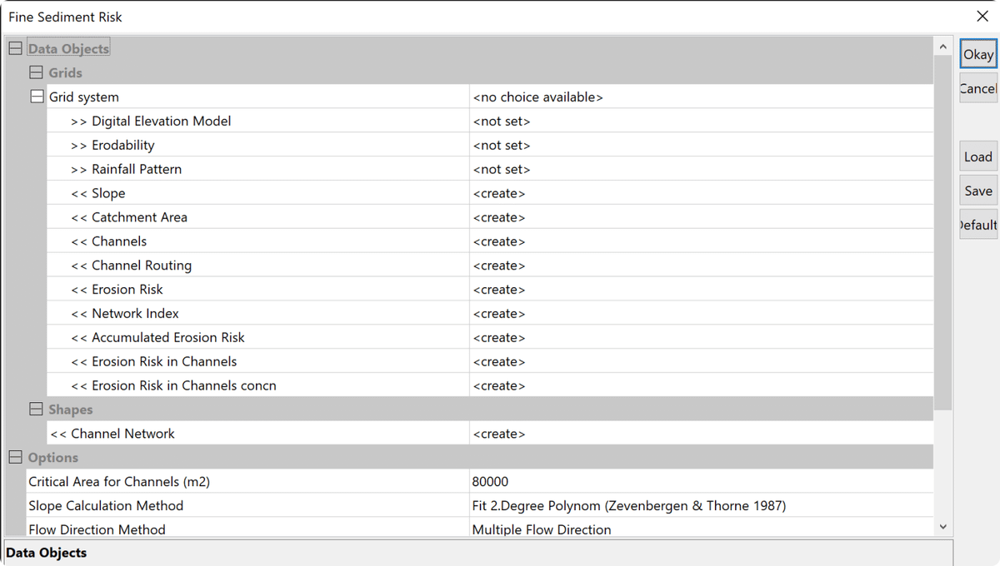 Fine Sediment Risk
Data Objects
Okay
Grids
Cancel
Grid system <no choice available>
>> Digital Elevation Model <not set>
>> Erodability <not set>
Load
>> Rainfall Pattern <not set>
<< Slope <create>
Save
<< Catchment Area <create>
efault
<< Channels <create>
<< Channel Routing <create>
<< Erosion Risk <create>
<< Network Index <create>
<< Accumulated Erosion Risk <create>
<< Erosion Risk in Channels <create>
<< Erosion Risk in Channels concn <create>
Shapes
<< Channel Network <create>
Options
Critical Area for Channels (m2) 80000
Slope Calculation Method Fit 2.Degree Polynom (Zevenbergen & Thorne 1987)
Flow Direction Method Multiple Flow Direction
Data Objects